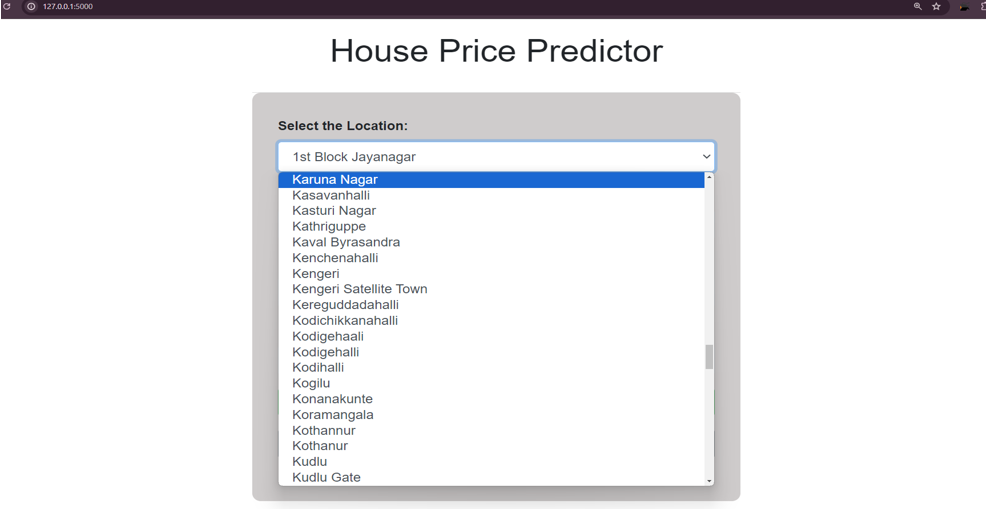 127.0.0.1:5000
House Price Predictor
Select the Location:
1st Block Jayanagar
Karuna Nagar
Kasavanhalli
Kasturi Nagar
Kathriguppe
Kaval Byrasandra
Kenchenahalli
Kengeri
Kengeri Satellite Town
Kereguddadahalli
Kodichikkanahalli
Kodigehaali
Kodigehalli
Kodihalli
Kogilu
Konanakunte
Koramangala
Kothannur
Kothanur
Kudlu
Kudlu Gate